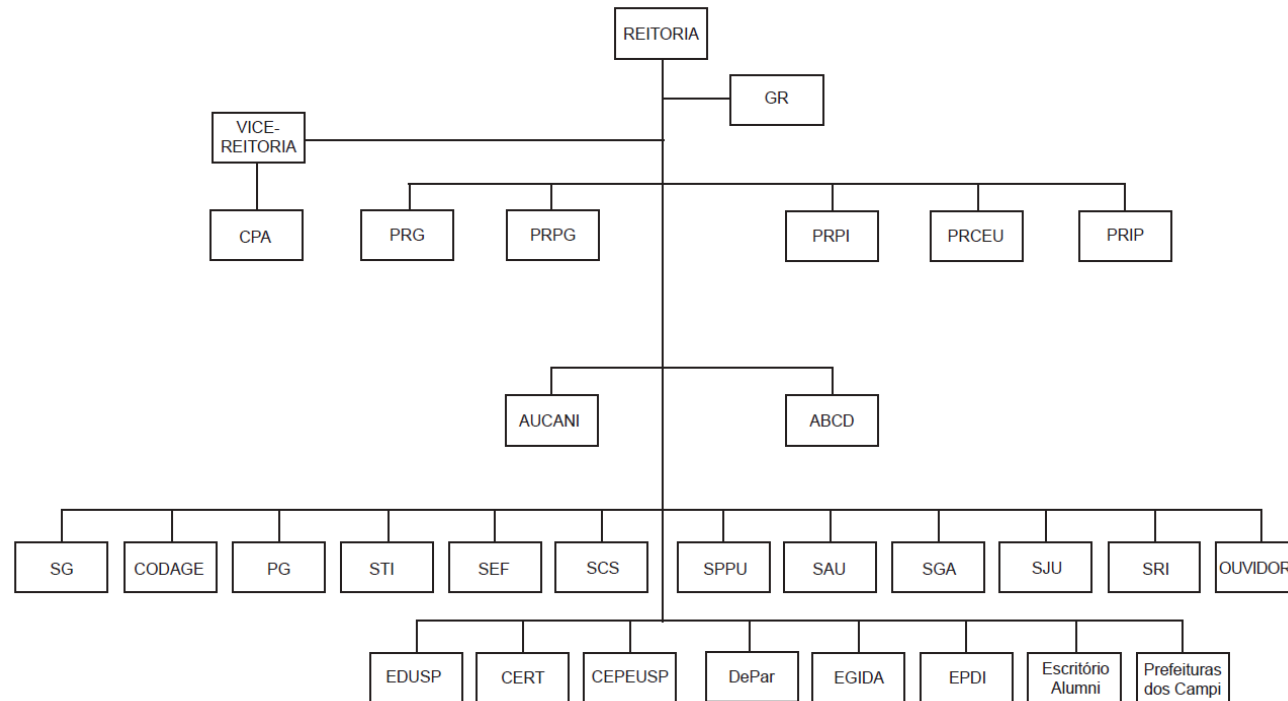 REITORIA
GR
VICE-
REITORIA
CPA
PRG
PRPG
PRPI
PRCEU
PRIP
AUCANI
ABCD
SG
CODAGE
PG
STI
SEF
SCS
SPPU
SAU
SGA
SJU
SRI
OUVIDOR
EDUSP
CERT
CEPEUSP
DePar
EGIDA
EPDI
Escritório
Alumni
Prefeituras
dos Campi